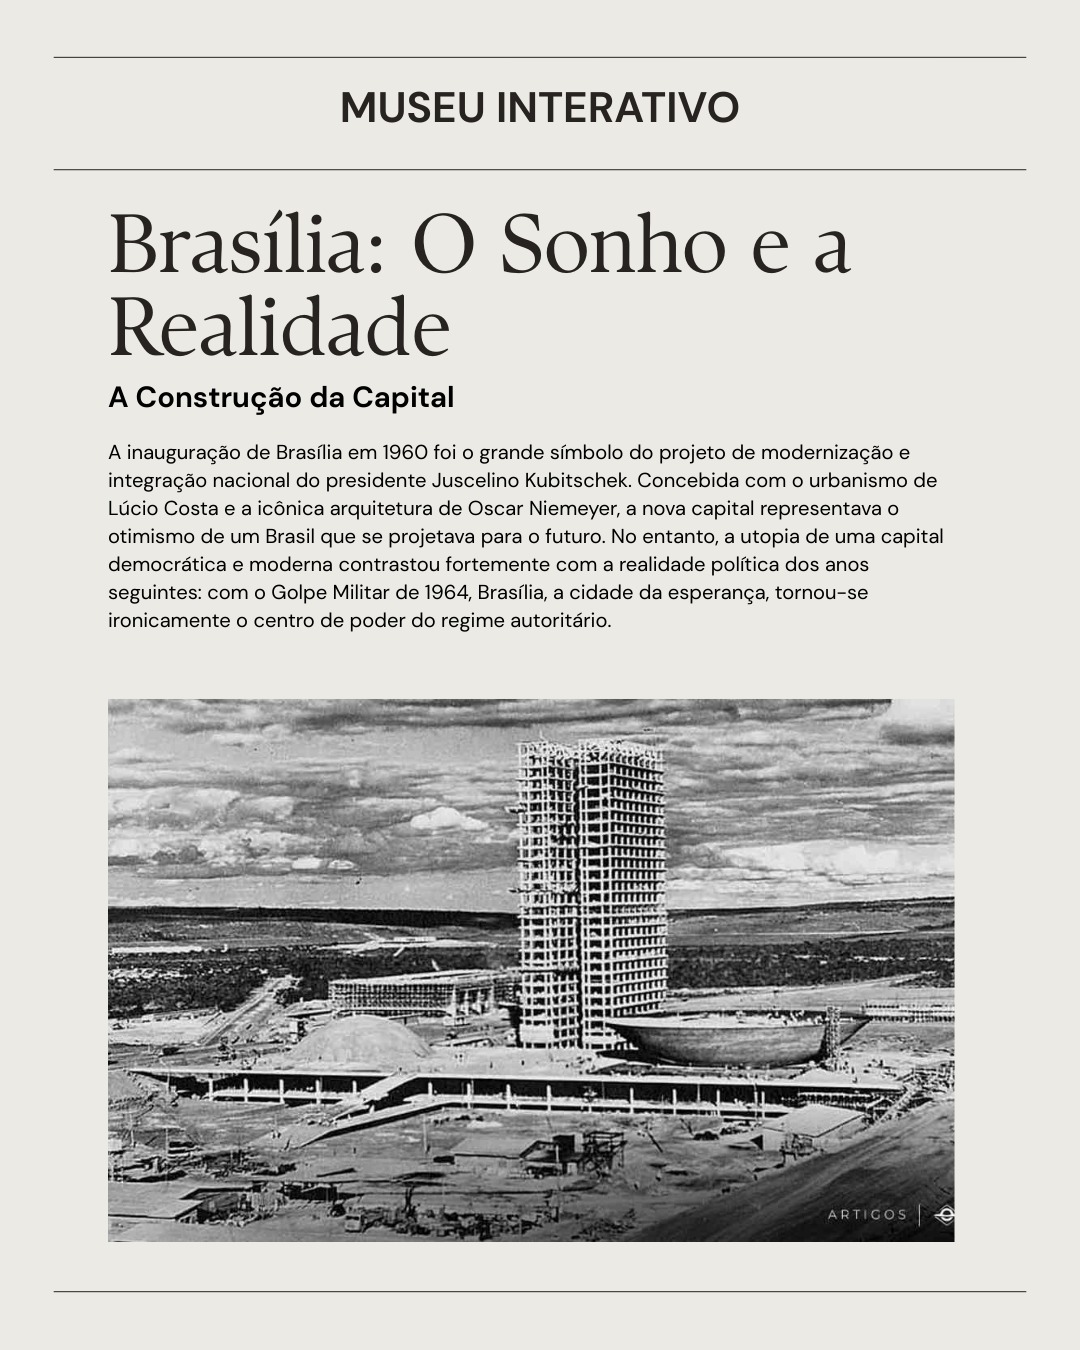 MUSEU INTERATIVO
Brasília: O Sonho e a
Realidade
A Construção da Capital
A inauguração de Brasília em 1960 foi o grande símbolo do projeto de modernização e
integração nacional do presidente Juscelino Kubitschek. Concebida com o urbanismo de
Lúcio Costa e a icônica arquitetura de Oscar Niemeyer, a nova capital representava o
otimismo de um Brasil que se projetava para o futuro. No entanto, a utopia de uma capital
democrática e moderna contrastou fortemente com a realidade política dos anos
seguintes: com o Golpe Militar de 1964, Brasília, a cidade da esperança, tornou-se
ironicamente o centro de poder do regime autoritário.
ARTIGOS